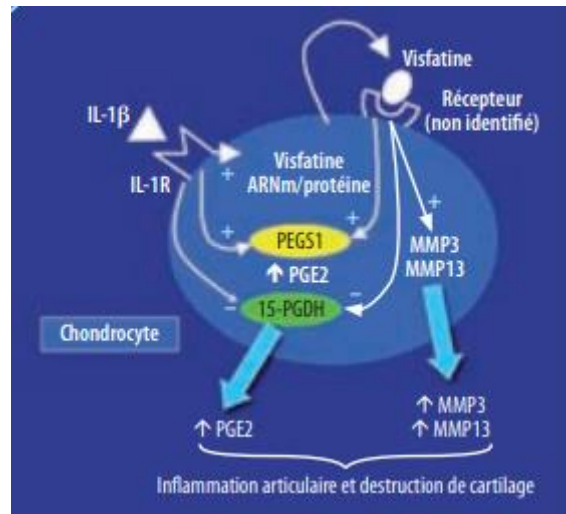 Visfatine
Récepteur
(non identifié)
IL-1β
IL-1R
Visfatine
ARNm/protéine
+
+
+
+
PEGS1
↑ PGE2
MMP3
MMP13
–
–
15-PGDH
Chondrocyte
↑ PGE2
↑ MMP3
↑ MMP13
Inflammation articulaire et destruction de cartilage